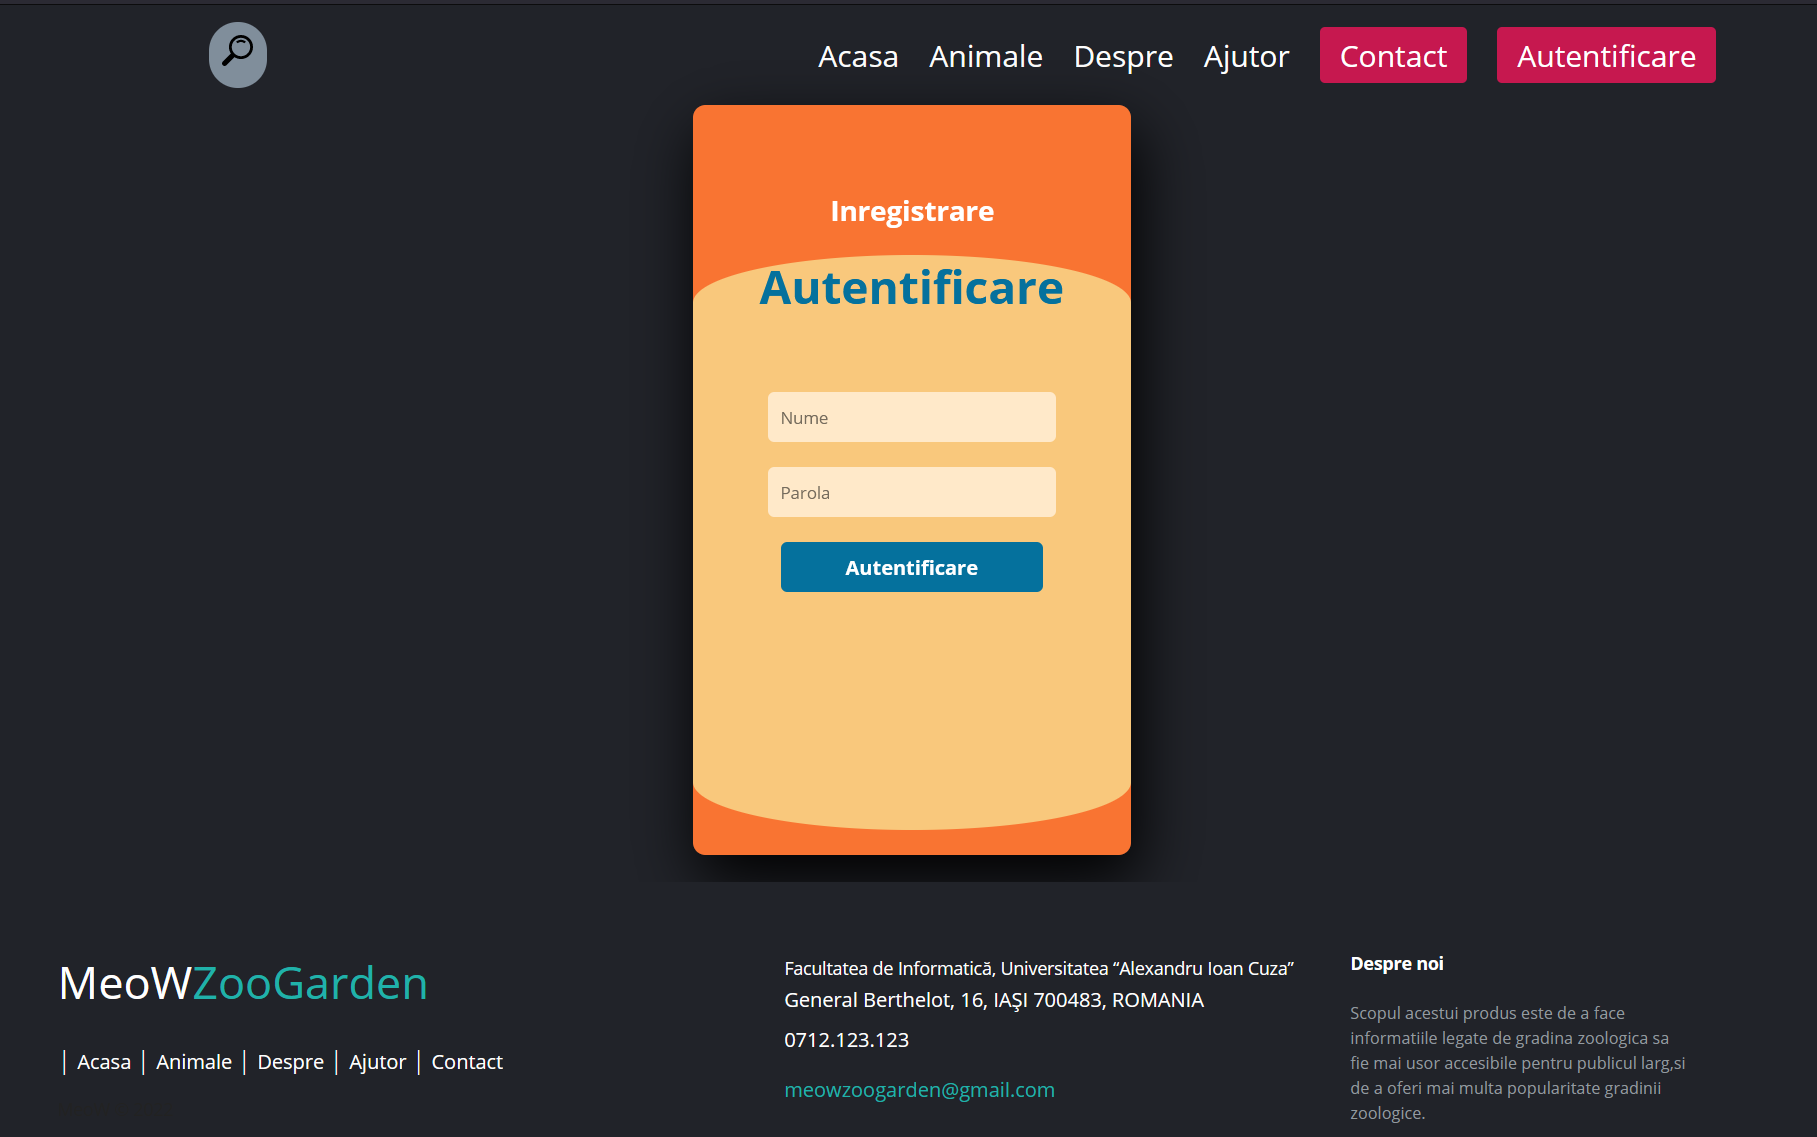 Acasa Animale Despre Ajutor Contact Autentificare
Inregistrare
Autentificare
Nume
Parola
Autentificare
MeoWZooGarden
| Acasa | Animale | Despre | Ajutor | Contact
Facultatea de Informatică, Universitatea “Alexandru Ioan Cuza”
General Berthelot, 16, IAŞI 700483, ROMANIA
0712.123.123
meowzoogarden@gmail.com
Despre noi
Scopul acestui produs este de a face
informatiile legate de gradina zoologica sa
fie mai usor accesibile pentru publicul larg,si
de a oferi mai multa popularitate gradinii
zoologice.